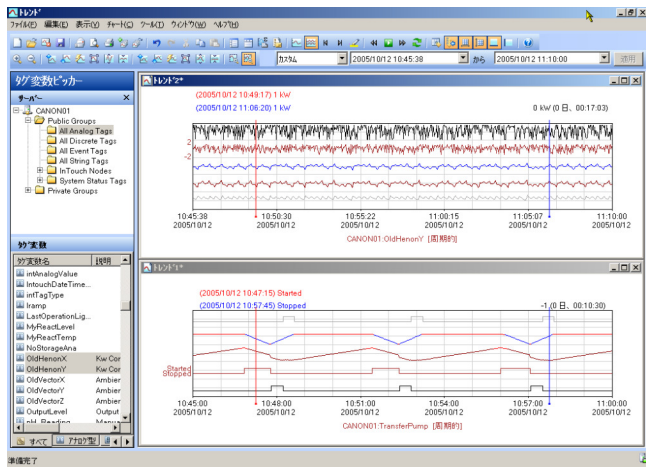 トレンド
ファイル(F) 編集(E) 表示(V) チャート(C) ツール(T) ウィンドウ(W) ヘルプ(H)
カスタム 2005/10/12 10:45:38 から 2005/10/12 11:10:00 適用
タグ変数ピッカー
サーバー
CANON01
Public Groups
All Analog Tags
All Discrete Tags
All Event Tags
All String Tags
InTouch Nodes
System Status Tags
Private Groups
タグ変数
タグ変数名 説明
intAnalogValue
IntouchDateTime...
intTagType
Iramp
LastOperationLig...
MyReactLevel
MyReactTemp
NoStorageAna
OldHenonX Kw Cor
OldHenonY Kw Cor
OldVectorX Ambier
OldVectorY Ambier
OldVectorZ Ambier
OutputLevel Output
pH_Reading Manua
すべて アナログ型
準備完了
トレンド2*
(2005/10/12 10:49:17) 1 kW
(2005/10/12 11:06:20) 1 kW
0 kW (0 日、00:17:03)
2
-2
10:45:38 10:50:30 10:55:22 11:00:15 11:05:07 11:10:00
2005/10/12 2005/10/12 2005/10/12 2005/10/12 2005/10/12 2005/10/12
CANON01:OldHenonY [周期的]
トレンド1*
(2005/10/12 10:47:15) Started
(2005/10/12 10:57:45) Stopped
-1 (0 日、00:10:30)
Started
Stopped
10:45:00 10:48:00 10:51:00 10:54:00 10:57:00 11:00:00
2005/10/12 2005/10/12 2005/10/12 2005/10/12 2005/10/12 2005/10/12
CANON01:TransferPump [周期的]